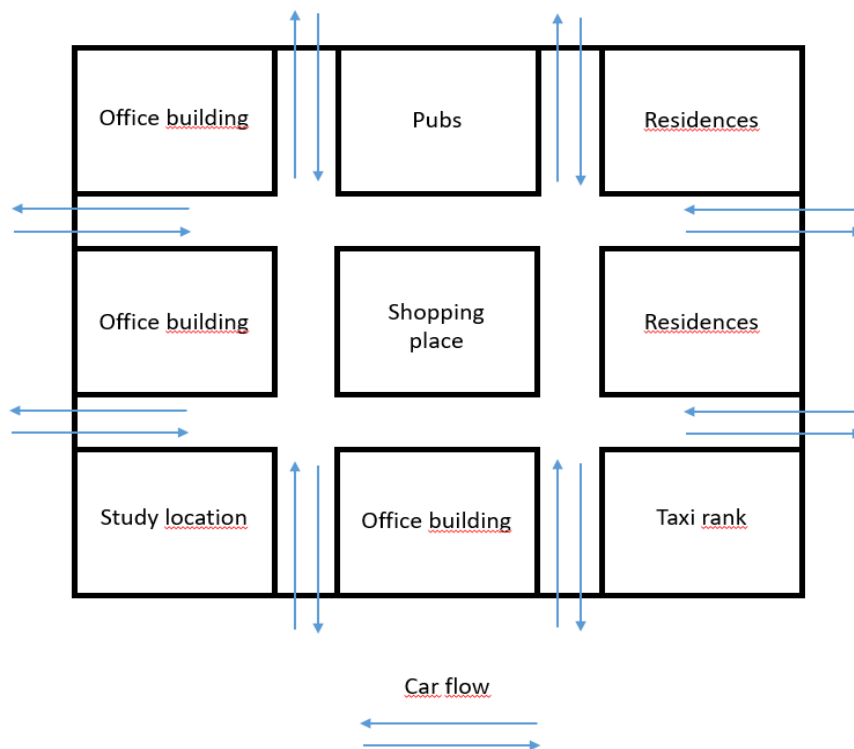 Office building
Pubs
Residences
Office building
Shopping
place
Residences
Study location
Office building
Taxi rank
Car flow